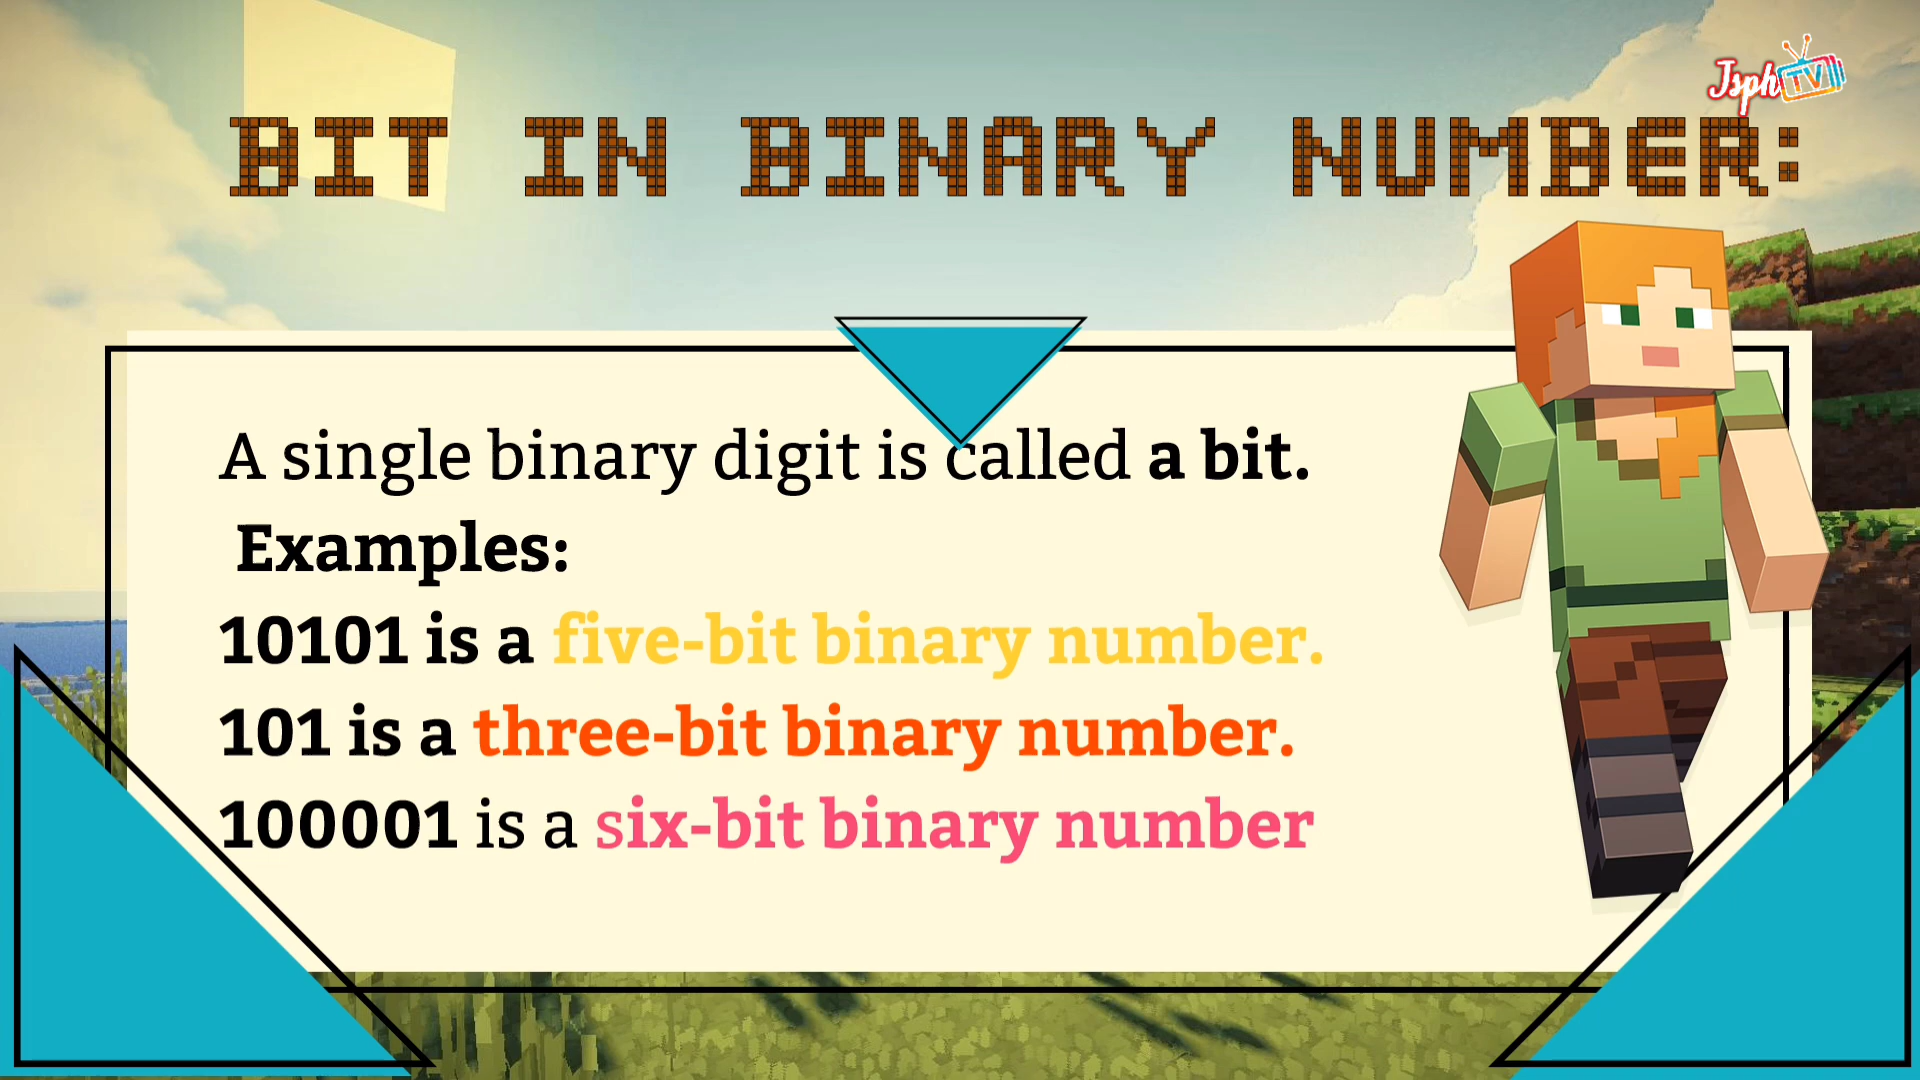 Jsph TV
BIT IN BINARY NUMBER:
A single binary digit is called a bit.
Examples:
10101 is a five-bit binary number.
101 is a three-bit binary number.
100001 is a six-bit binary number